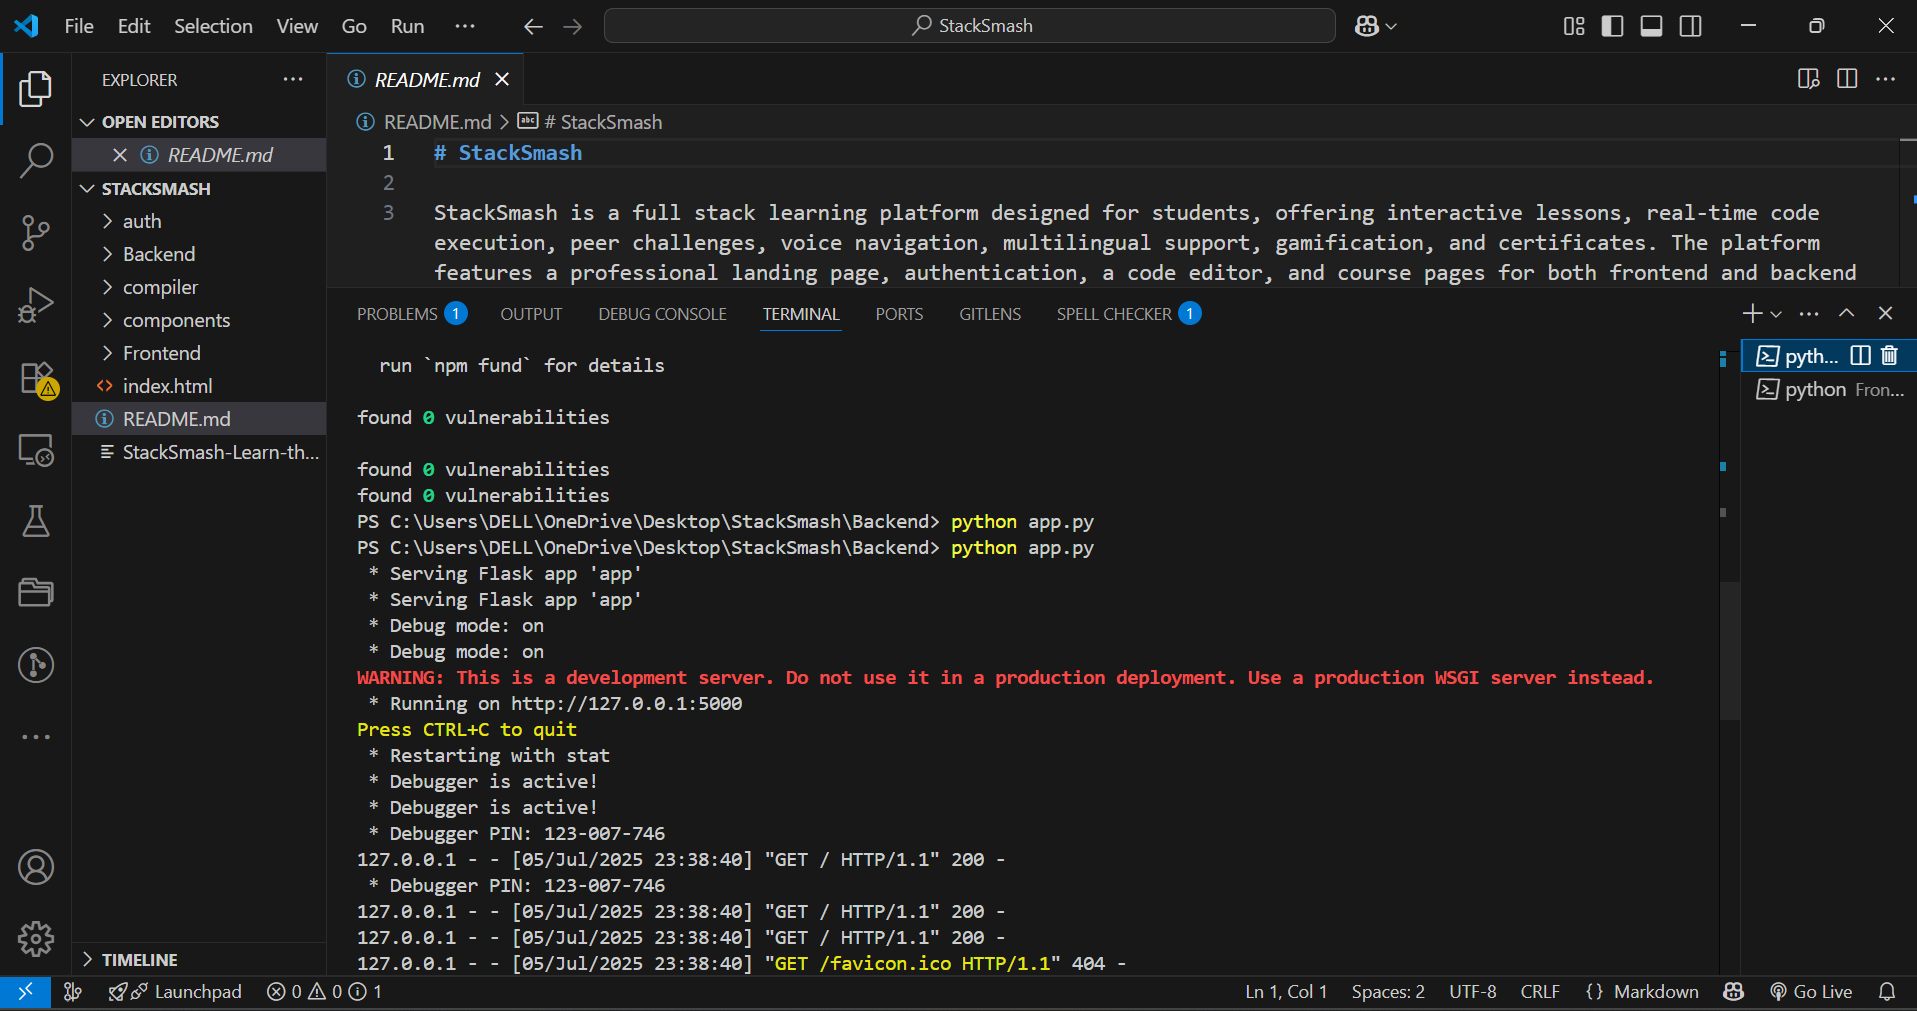 File Edit Selection View Go Run ··· StackSmash
EXPLORER ···
OPEN EDITORS
README.md
STACKSMASH
auth
Backend
compiler
components
Frontend
<> index.html
README.md
StackSmash-Learn-th...
TIMELINE
README.md
README.md > abc # StackSmash
1 # StackSmash
2
3 StackSmash is a full stack learning platform designed for students, offering interactive lessons, real-time code
execution, peer challenges, voice navigation, multilingual support, gamification, and certificates. The platform
features a professional landing page, authentication, a code editor, and course pages for both frontend and backend
PROBLEMS 1 OUTPUT DEBUG CONSOLE TERMINAL PORTS GITLENS SPELL CHECKER 1
run `npm fund` for details
found 0 vulnerabilities
found 0 vulnerabilities
found 0 vulnerabilities
PS C:\Users\DELL\OneDrive\Desktop\StackSmash\Backend> python app.py
PS C:\Users\DELL\OneDrive\Desktop\StackSmash\Backend> python app.py
* Serving Flask app 'app'
* Serving Flask app 'app'
* Debug mode: on
* Debug mode: on
WARNING: This is a development server. Do not use it in a production deployment. Use a production WSGI server instead.
* Running on http://127.0.0.1:5000
Press CTRL+C to quit
* Restarting with stat
* Debugger is active!
* Debugger is active!
* Debugger PIN: 123-007-746
127.0.0.1 - - [05/Jul/2025 23:38:40] "GET / HTTP/1.1" 200 -
* Debugger PIN: 123-007-746
127.0.0.1 - - [05/Jul/2025 23:38:40] "GET / HTTP/1.1" 200 -
127.0.0.1 - - [05/Jul/2025 23:38:40] "GET / HTTP/1.1" 200 -
127.0.0.1 - - [05/Jul/2025 23:38:40] "GET /favicon.ico HTTP/1.1" 404 -
pyth...
python Fron...
Launchpad 0 0 1 Ln 1, Col 1 Spaces: 2 UTF-8 CRLF {} Markdown Go Live